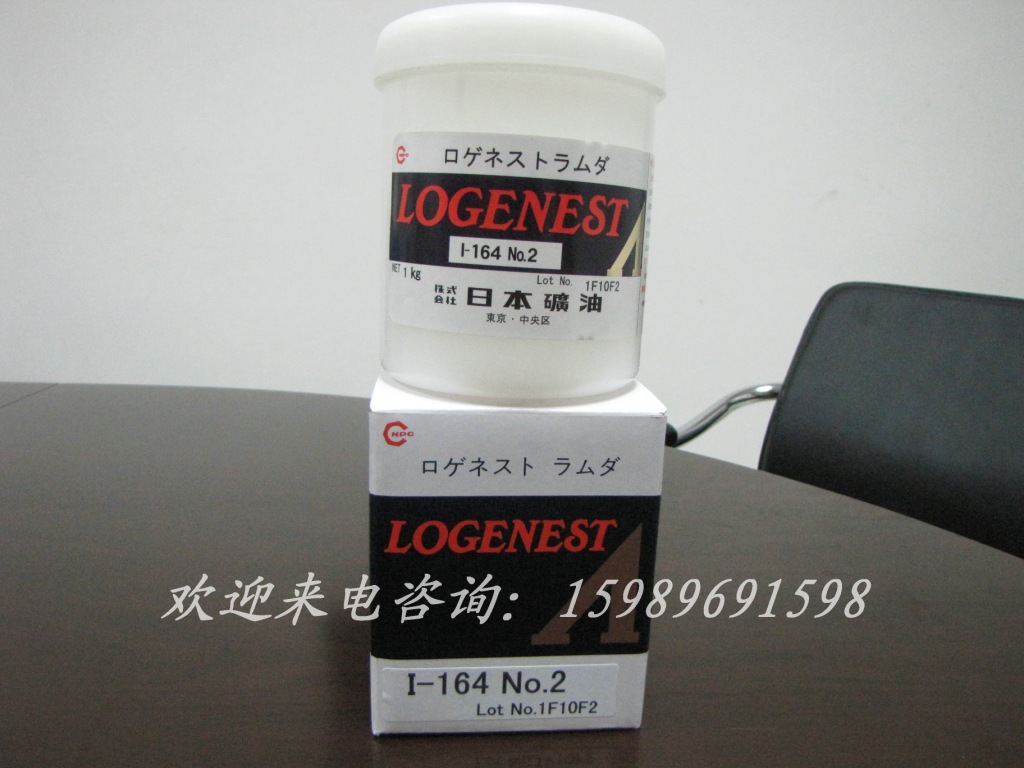 ロゲネストラムダ
LOGENEST
Λ
I-164 No.2
NET 1 kg
Lot No. 1F10F2
株式会社 日本礦油
東京・中央区
NPC
ロゲネスト ラムダ
LOGENEST
Λ
欢迎来电咨询: 15989691598
I-164 No.2
Lot No.1F10F2